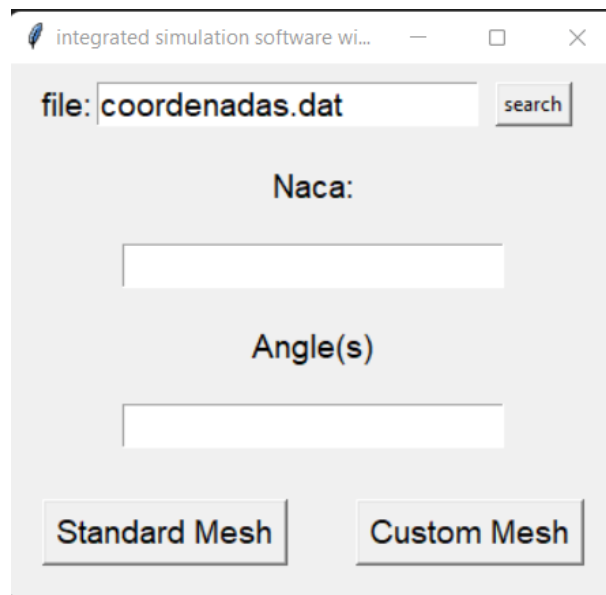 integrated simulation software wi...
file: coordenadas.dat search
Naca:
Angle(s)
Standard Mesh Custom Mesh